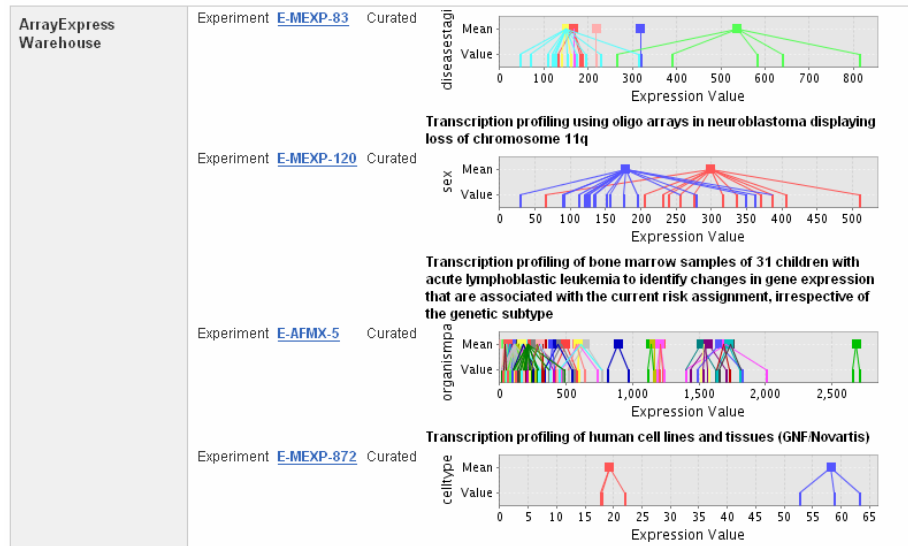 ArrayExpress
Warehouse
Experiment E-MEXP-83 Curated
diseasestagi
Mean
Value
0 100 200 300 400 500 600 700 800
Expression Value
Transcription profiling using oligo arrays in neuroblastoma displaying
loss of chromosome 11q
Experiment E-MEXP-120 Curated
sex
Mean
Value
0 50 100 150 200 250 300 350 400 450 500
Expression Value
Transcription profiling of bone marrow samples of 31 children with
acute lymphoblastic leukemia to identify changes in gene expression
that are associated with the current risk assignment, irrespective of
the genetic subtype
Experiment E-AFMX-5 Curated
organismpa
Mean
Value
0 500 1,000 1,500 2,000 2,500
Expression Value
Transcription profiling of human cell lines and tissues (GNF/Novartis)
Experiment E-MEXP-872 Curated
celltype
Mean
Value
0 5 10 15 20 25 30 35 40 45 50 55 60 65
Expression Value